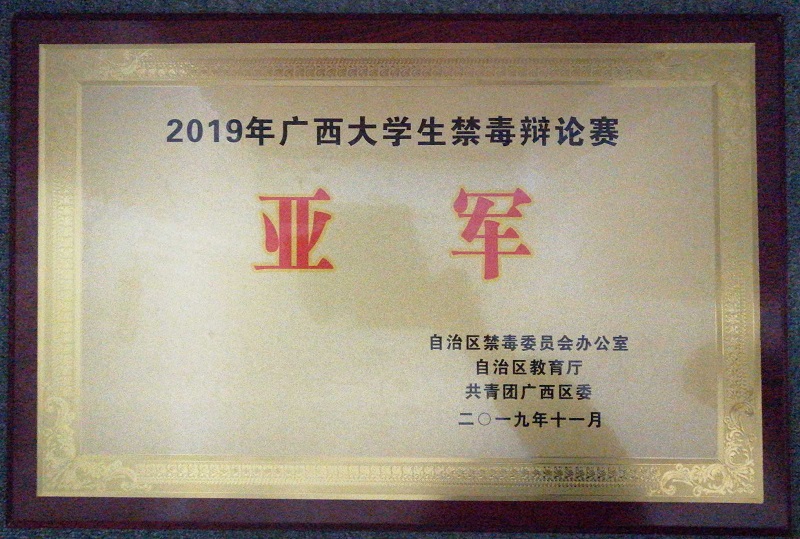 2019年广西大学生禁毒辩论赛
亚军
自治区禁毒委员会办公室
自治区教育厅
共青团广西区委
二〇一九年十一月